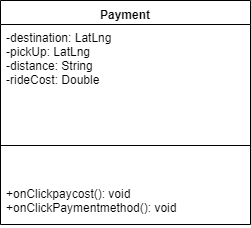 Payment
-destination: LatLng
-pickUp: LatLng
-distance: String
-rideCost: Double
+onClickpaycost(): void
+onClickPaymentmethod(): void